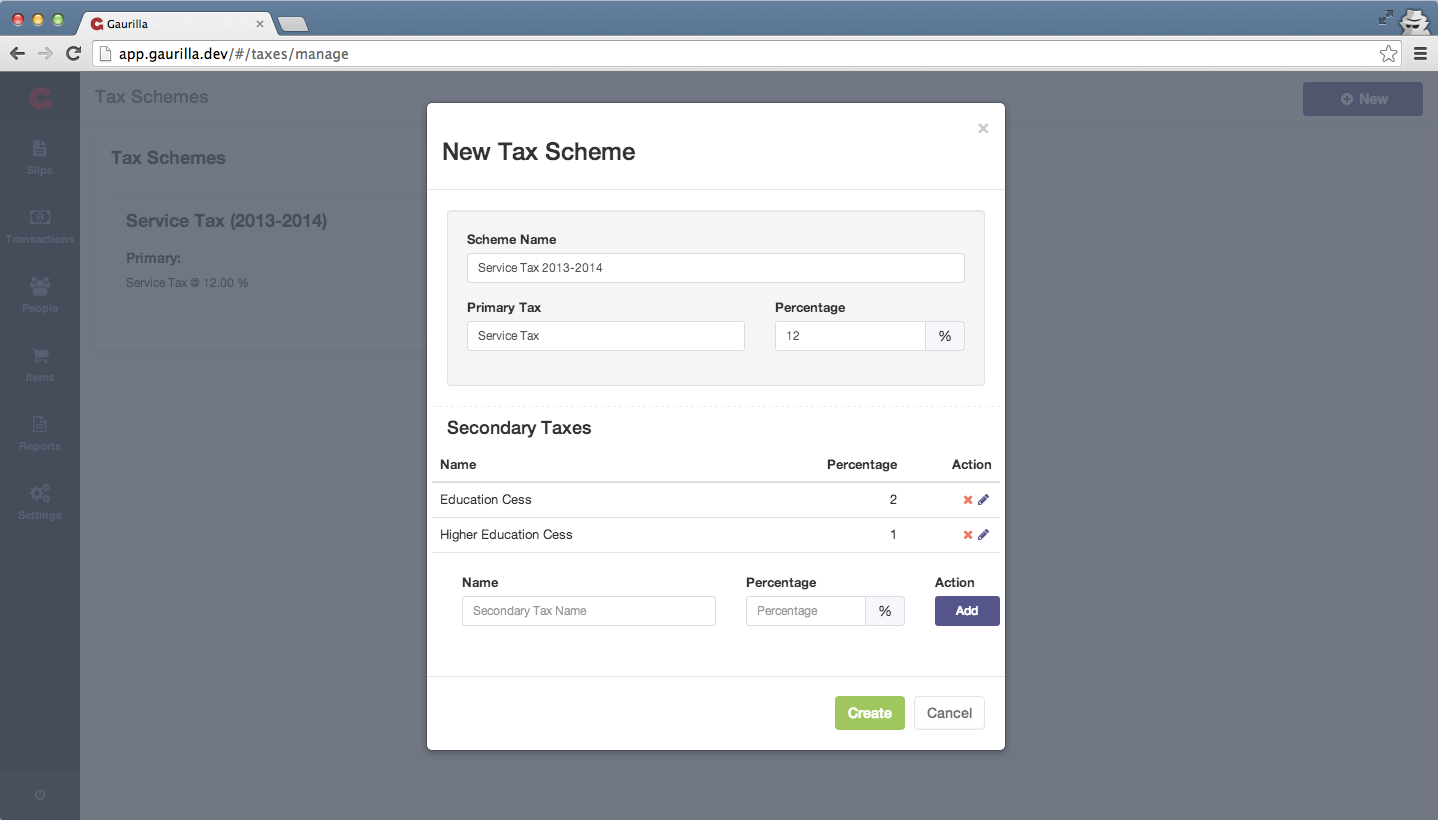 Gaurilla
app.gaurilla.dev/#/taxes/manage
Tax Schemes
New
Slips
Transactions
People
Items
Reports
Settings
Tax Schemes
Service Tax (2013-2014)
Primary:
Service Tax @ 12.00 %
New Tax Scheme
Scheme Name
Service Tax 2013-2014
Primary Tax Percentage
Service Tax 12 %
Secondary Taxes
Name Percentage Action
Education Cess 2
Higher Education Cess 1
Name Percentage Action
Secondary Tax Name Percentage % Add
Create Cancel